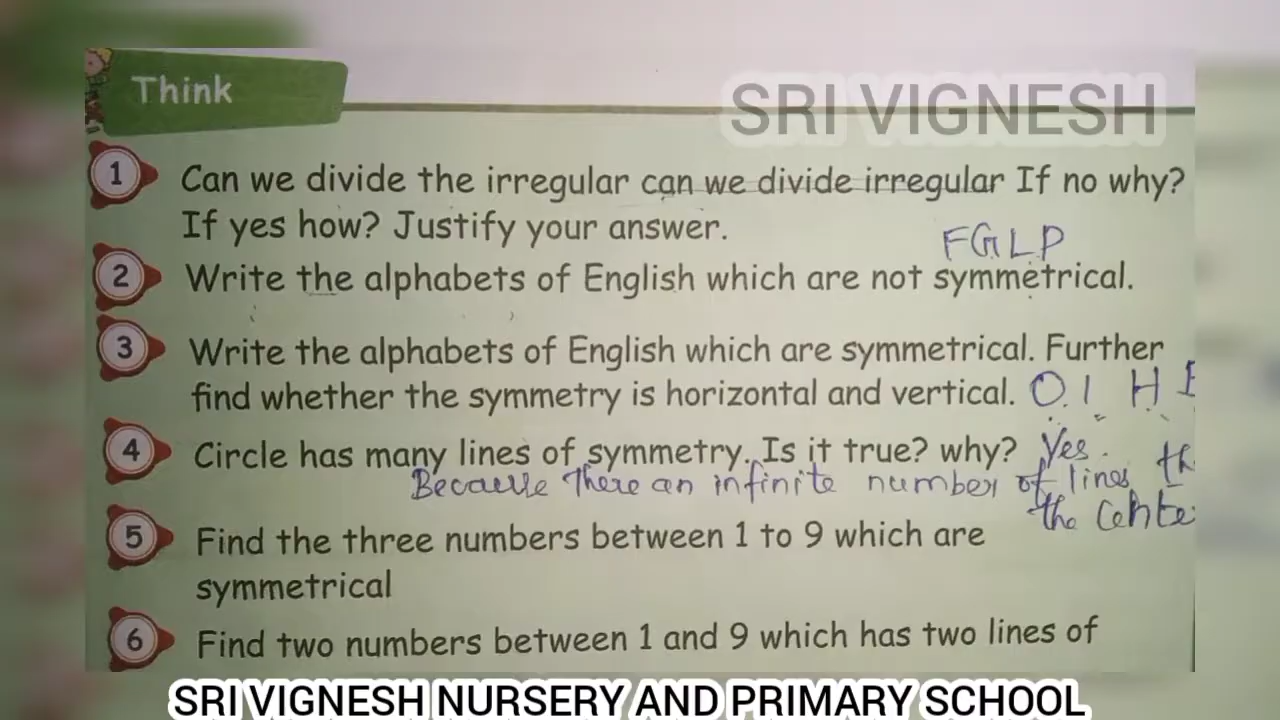 Think
SRI VIGNESH
1 Can we divide the irregular can we divide irregular If no why?
If yes how? Justify your answer.
FGLP
2 Write the alphabets of English which are not symmetrical.
3 Write the alphabets of English which are symmetrical. Further
find whether the symmetry is horizontal and vertical. O. I H
4 Circle has many lines of symmetry. Is it true? why? Yes.
Because There an infinite number of lines
the
5 Find the three numbers between 1 to 9 which are
symmetrical
6 Find two numbers between 1 and 9 which has two lines of
SRI VIGNESH NURSERY AND PRIMARY SCHOOL